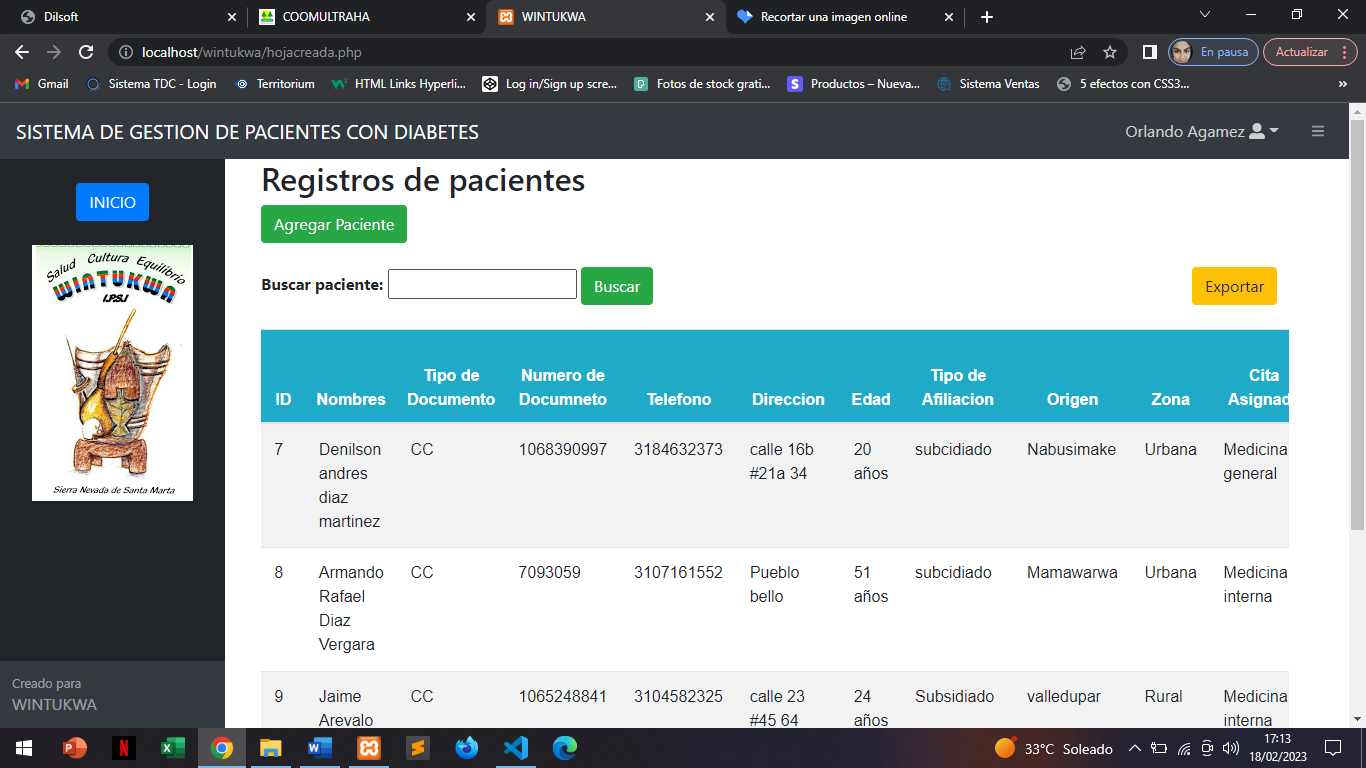 Dilsoft
COOMULTRAHA
WINTUKWA
Recortar una imagen online
localhost/wintukwa/hojacreada.php
En pausa
Actualizar
Gmail
Sistema TDC - Login
Territorium
HTML Links Hyperli...
Log in/Sign up scre...
Fotos de stock grati...
Productos – Nueva...
Sistema Ventas
5 efectos con CSS3...
SISTEMA DE GESTION DE PACIENTES CON DIABETES
Orlando Agamez
INICIO
Salud Cultura Equilibrio
WINTUKWA
I.P.S.I
Sierra Nevada de Santa Marta
Creado para
WINTUKWA
Registros de pacientes
Agregar Paciente
Buscar paciente:
Buscar
Exportar
ID Nombres Tipo de Documento Numero de Documneto Telefono Direccion Edad Tipo de Afiliacion Origen Zona Cita Asignad
7 Denilson andres diaz martinez CC 1068390997 3184632373 calle 16b #21a 34 20 años subcidiado Nabusimake Urbana Medicina general
8 Armando Rafael Diaz Vergara CC 7093059 3107161552 Pueblo bello 51 años subcidiado Mamawarwa Urbana Medicina interna
9 Jaime Arevalo CC 1065248841 3104582325 calle 23 #45 64 24 años Subsidiado valledupar Rural Medicina interna
33°C Soleado
17:13
18/02/2023